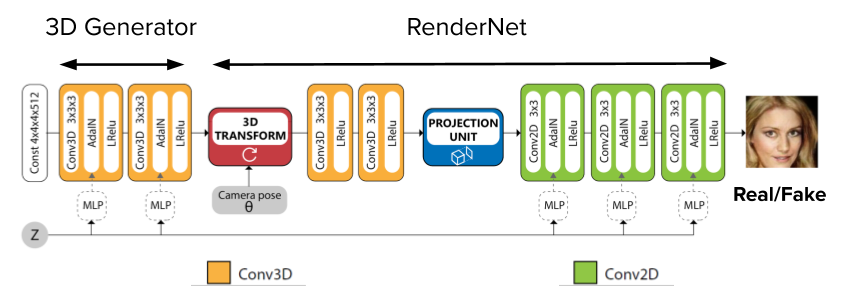 3D Generator
RenderNet
Const 4x4x4x512
Conv3D 3x3x3
AdaIN
LRelu
Conv3D 3x3x3
AdaIN
LRelu
3D
TRANSFORM
Conv3D 3x3x3
LRelu
Conv3D 3x3x3
LRelu
PROJECTION
UNIT
Conv2D 3x3
AdaIN
LRelu
Conv2D 3x3
AdaIN
LRelu
Conv2D 3x3
AdaIN
LRelu
Real/Fake
Camera pose
θ
MLP
MLP
MLP
MLP
MLP
Z
Conv3D
Conv2D